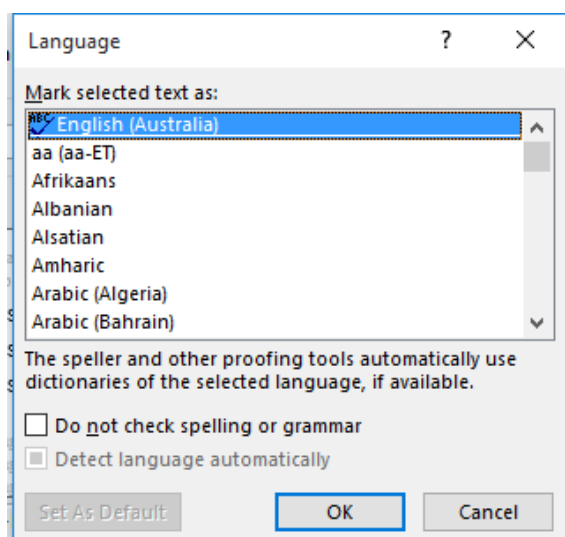 Language ?
Mark selected text as:
ABC English (Australia)
aa (aa-ET)
Afrikaans
Albanian
Alsatian
Amharic
Arabic (Algeria)
Arabic (Bahrain)
The speller and other proofing tools automatically use
dictionaries of the selected language, if available.
Do not check spelling or grammar
Detect language automatically
Set As Default OK Cancel